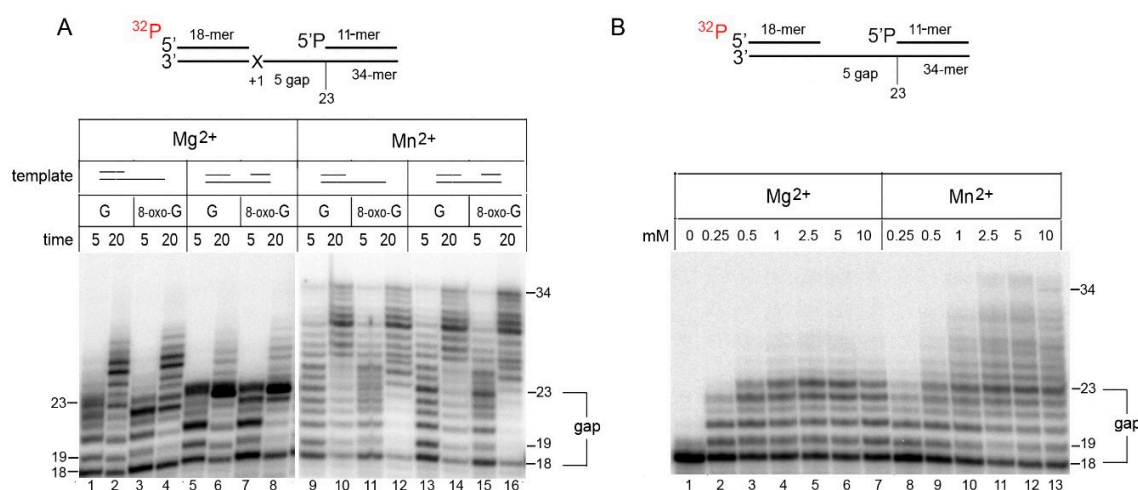 A
32P
5' 18-mer 5'P 11-mer
3' X 5 gap 34-mer
+1
23
Mg2+ Mn2+
template
G 8-oxo-G G 8-oxo-G G 8-oxo-G G 8-oxo-G
time 5 20 5 20 5 20 5 20 5 20 5 20 5 20 5 20
34
23
23
gap
19
19
18
18
1 2 3 4 5 6 7 8 9 10 11 12 13 14 15 16
B
32P
5' 18-mer 5'P 11-mer
3' 5 gap 34-mer
23
Mg2+ Mn2+
mM 0 0.25 0.5 1 2.5 5 10 0.25 0.5 1 2.5 5 10
34
23
gap
19
18
1 2 3 4 5 6 7 8 9 10 11 12 13